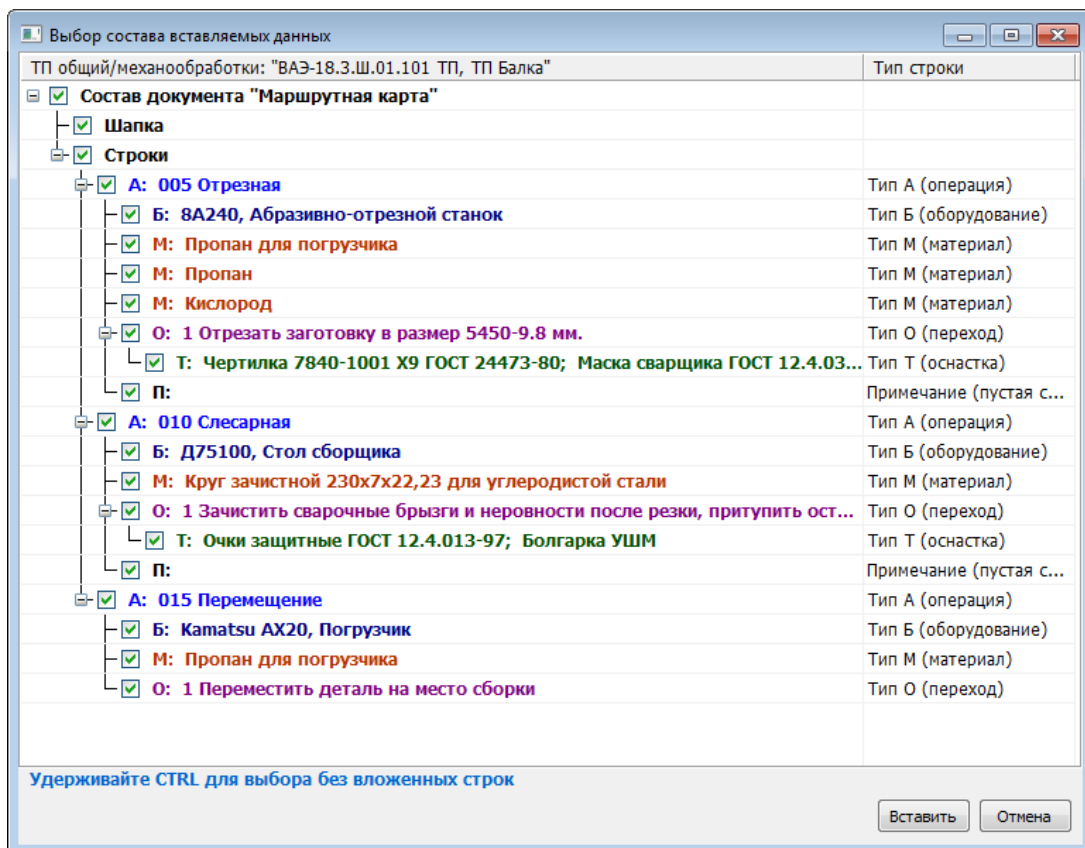 Выбор состава вставляемых данных
ТП общий/механообработки: "ВАЭ-18.3.Ш.01.101 ТП, ТП Балка" Тип строки
Состав документа "Маршрутная карта"
Шапка
Строки
А: 005 Отрезная Тип А (операция)
Б: 8А240, Абразивно-отрезной станок Тип Б (оборудование)
М: Пропан для погрузчика Тип М (материал)
М: Пропан Тип М (материал)
М: Кислород Тип М (материал)
О: 1 Отрезать заготовку в размер 5450-9.8 мм. Тип О (переход)
Т: Чертилка 7840-1001 Х9 ГОСТ 24473-80; Маска сварщика ГОСТ 12.4.03... Тип Т (оснастка)
П: Примечание (пустая с...
А: 010 Слесарная Тип А (операция)
Б: Д75100, Стол сборщика Тип Б (оборудование)
М: Круг зачистной 230х7х22,23 для углеродистой стали Тип М (материал)
О: 1 Зачистить сварочные брызги и неровности после резки, притупить ост... Тип О (переход)
Т: Очки защитные ГОСТ 12.4.013-97; Болгарка УШМ Тип Т (оснастка)
П: Примечание (пустая с...
А: 015 Перемещение Тип А (операция)
Б: Kamatsu AX20, Погрузчик Тип Б (оборудование)
М: Пропан для погрузчика Тип М (материал)
О: 1 Переместить деталь на место сборки Тип О (переход)
Удерживайте CTRL для выбора без вложенных строк
Вставить Отмена